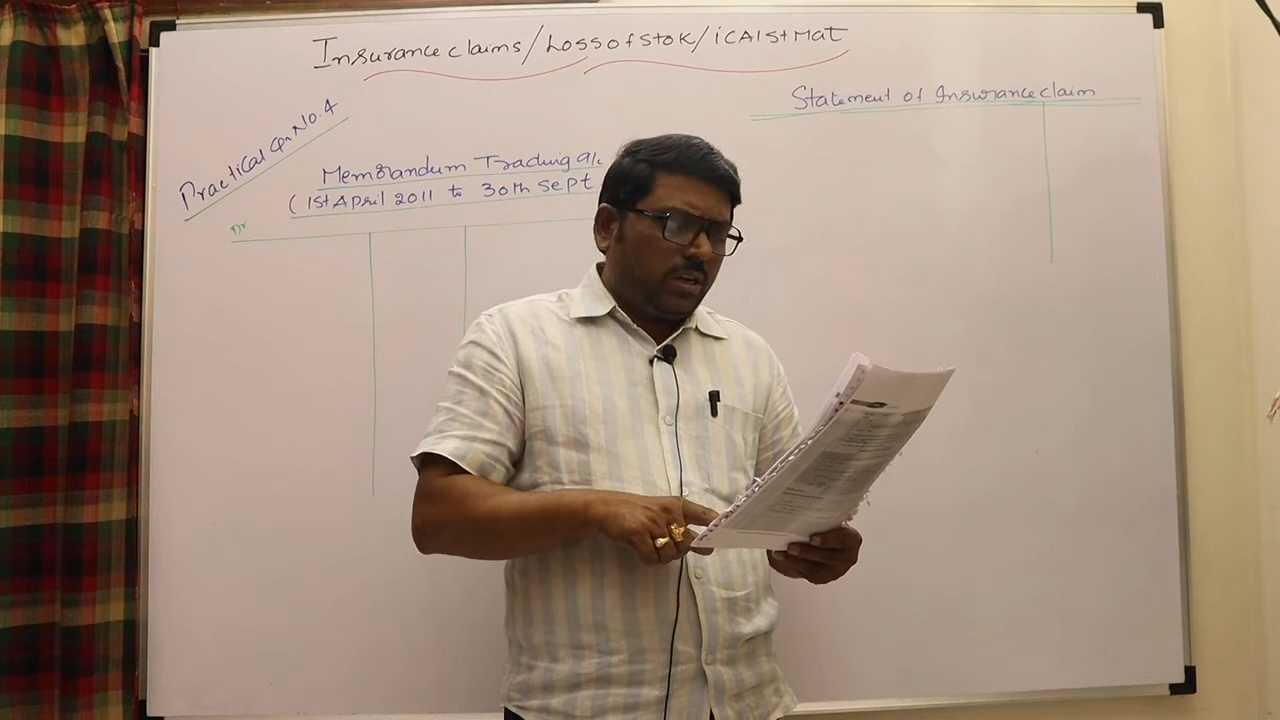 Insurance claims/Loss of Stok/iCAI St Mat
Statement of Insurance claim
Practical Qn No. 4
Memorandum Trading a/c
( 1st April 2011 to 30th Sept
Dr